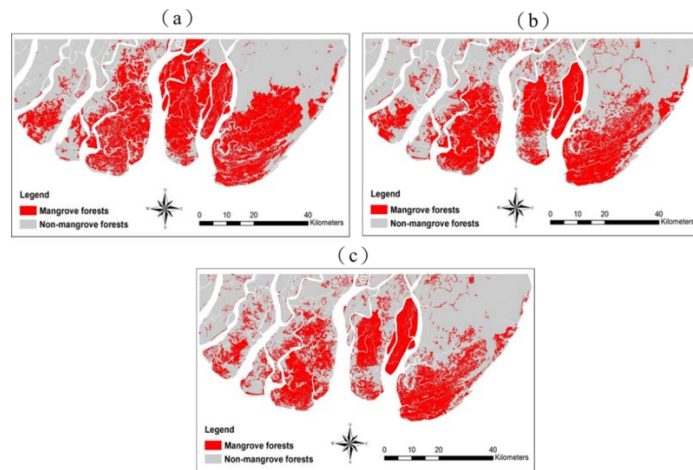 (a)
Legend
Mangrove forests
Non-mangrove forests
0 10 20 40
Kilometers
(b)
Legend
Mangrove forests
Non-mangrove forests
0 10 20 40
Kilometers
(c)
Legend
Mangrove forests
Non-mangrove forests
0 10 20 40
Kilometers